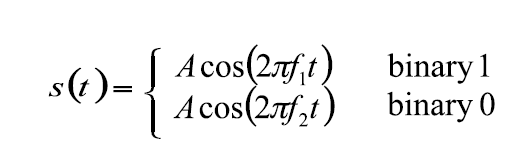 s(t) = { A cos(2πf₁t) binary 1
A cos(2πf₂t) binary 0